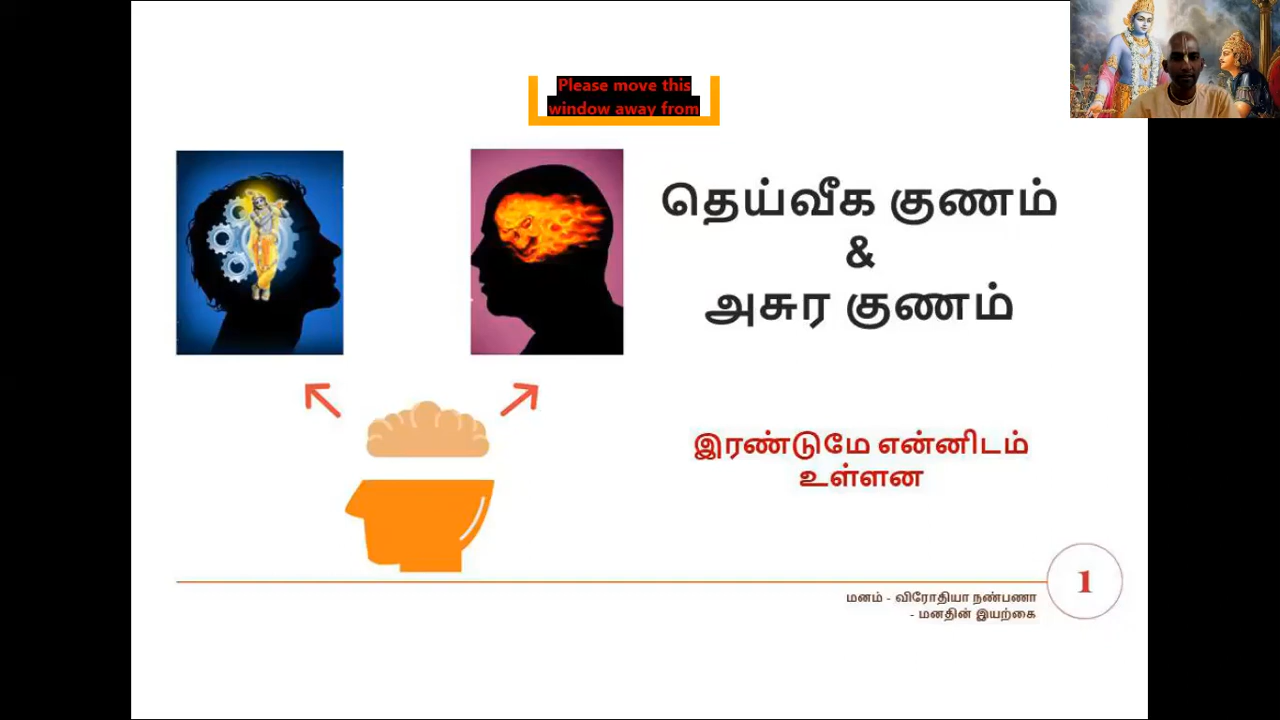 Please move this
window away from
தெய்வீக குணம்
&
அசுர குணம்
இரண்டுமே என்னிடம்
உள்ளன
1
மனம் - விரோதியா நண்பணா
- மனதின் இயற்கை